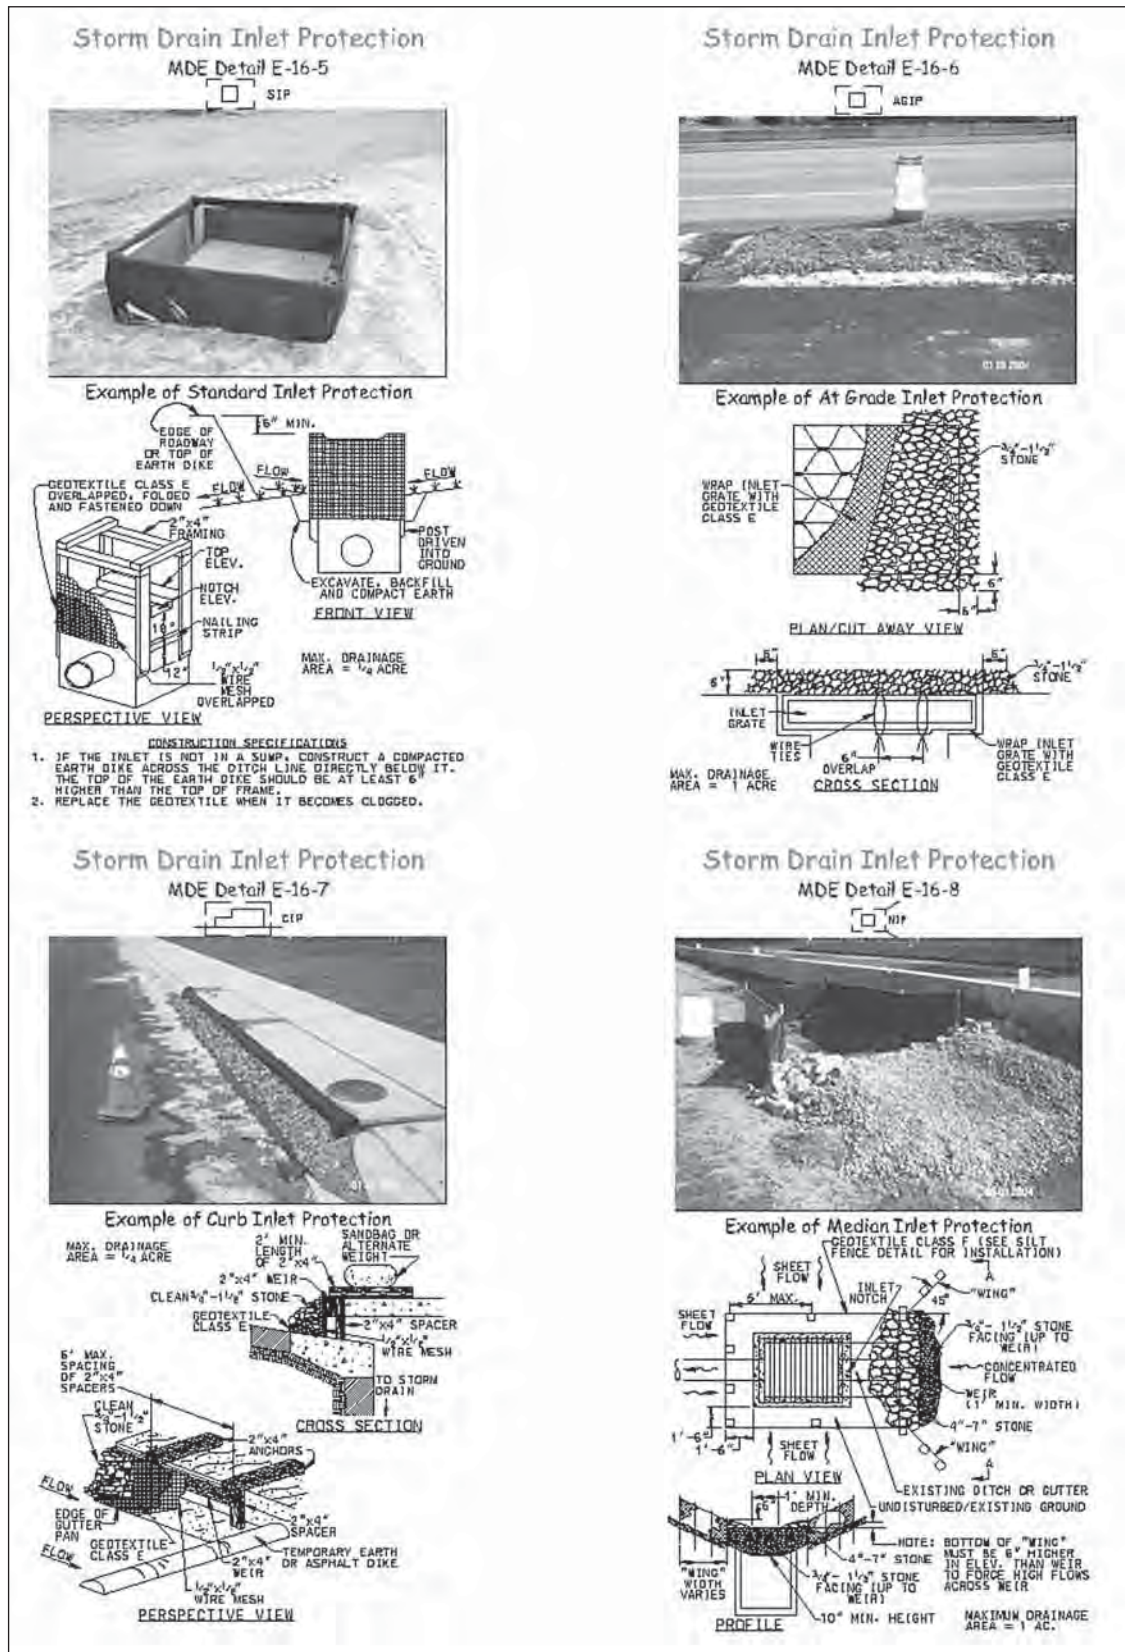 Storm Drain Inlet Protection
MDE Detail E-16-5
SIP
Example of Standard Inlet Protection
EDGE OF
ROADWAY
OR TOP OF
EARTH DIKE
6" MIN.
FLOW
FLOW
FLOW
GEOTEXTILE CLASS E
OVERLAPPED, FOLDED
AND FASTENED DOWN
2"x4"
FRAMING
TOP
ELEV.
NOTCH
ELEV.
NAILING
STRIP
18"
12"
1/2"x1/2"
WIRE
MESH
OVERLAPPED
POST
DRIVEN
INTO
GROUND
EXCAVATE, BACKFILL
AND COMPACT EARTH
FRONT VIEW
MAX. DRAINAGE
AREA = 1/4 ACRE
PERSPECTIVE VIEW
CONSTRUCTION SPECIFICATIONS
1. IF THE INLET IS NOT IN A SUMP, CONSTRUCT A COMPACTED
EARTH DIKE ACROSS THE DITCH LINE DIRECTLY BELOW IT.
THE TOP OF THE EARTH DIKE SHOULD BE AT LEAST 6"
HIGHER THAN THE TOP OF FRAME.
2. REPLACE THE GEOTEXTILE WHEN IT BECOMES CLOGGED.
Storm Drain Inlet Protection
MDE Detail E-16-6
AGIP
Example of At Grade Inlet Protection
3/4"-1 1/2"
STONE
WRAP INLET
GRATE WITH
GEOTEXTILE
CLASS E
6"
6"
PLAN/CUT AWAY VIEW
6"
6"
3/4"-1 1/2"
STONE
6"
INLET
GRATE
WIRE
TIES
6"
OVERLAP
WRAP INLET
GRATE WITH
GEOTEXTILE
CLASS E
MAX. DRAINAGE
AREA = 1 ACRE
CROSS SECTION
Storm Drain Inlet Protection
MDE Detail E-16-7
CIP
Example of Curb Inlet Protection
MAX. DRAINAGE
AREA = 1/4 ACRE
2' MIN.
LENGTH
OF 2"x4"
SANDBAG OR
ALTERNATE
WEIGHT
2"x4" WEIR
CLEAN 3/4"-1 1/2" STONE
GEOTEXTILE
CLASS E
2"x4" SPACER
1/2"x1/2"
WIRE MESH
TO STORM
DRAIN
CROSS SECTION
6' MAX.
SPACING
OF 2"x4"
SPACERS
CLEAN
3/4"-1 1/2"
STONE
2"x4"
ANCHORS
FLOW
EDGE OF
GUTTER
PAN
GEOTEXTILE
CLASS E
FLOW
2"x4"
SPACER
TEMPORARY EARTH
OR ASPHALT DIKE
2"x4"
WEIR
1/2"x1/2"
WIRE MESH
PERSPECTIVE VIEW
Storm Drain Inlet Protection
MDE Detail E-16-8
MIP
Example of Median Inlet Protection
GEOTEXTILE CLASS F (SEE SILT
FENCE DETAIL FOR INSTALLATION)
SHEET
FLOW
INLET
NOTCH
A
"WING"
45°
6' MAX.
SHEET
FLOW
3/4"- 1 1/2" STONE
FACING (UP TO
WEIR)
CONCENTRATED
FLOW
WEIR
(1' MIN. WIDTH)
4"-7" STONE
1'-6"
1'-6"
SHEET
FLOW
"WING"
A
PLAN VIEW
EXISTING DITCH OR GUTTER
UNDISTURBED/EXISTING GROUND
6"
1' MIN.
DEPTH
4"-7" STONE
3/4"- 1 1/2" STONE
FACING (UP TO
WEIR)
"WING"
WIDTH
VARIES
10" MIN. HEIGHT
PROFILE
NOTE: BOTTOM OF "WING"
MUST BE 6" HIGHER
IN ELEV. THAN WEIR
TO FORCE HIGH FLOWS
ACROSS WEIR
MAXIMUM DRAINAGE
AREA = 1 AC.